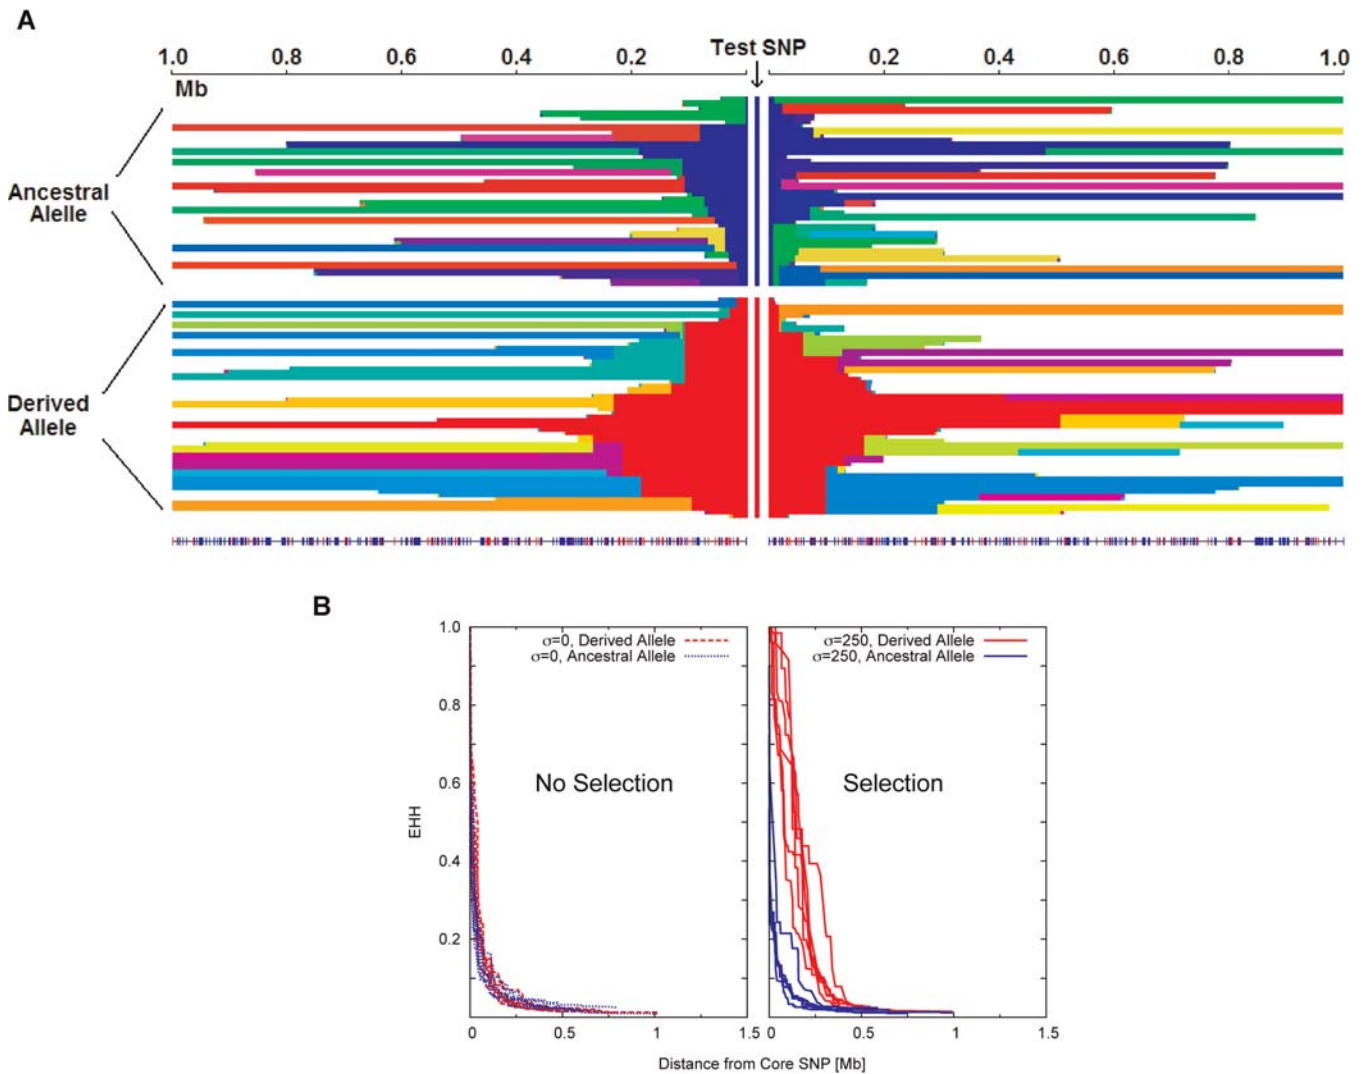 A
Test SNP
1.0 0.8 0.6 0.4 0.2 0.2 0.4 0.6 0.8 1.0
Mb
Ancestral
Alelle
Derived
Allele
B
1.0
0.8
0.6
0.4
0.2
EHH
σ=0, Derived Allele
σ=0, Ancestral Allele
No Selection
σ=250, Derived Allele
σ=250, Ancestral Allele
Selection
0 0.5 1 1.5 0 0.5 1 1.5
Distance from Core SNP [Mb]